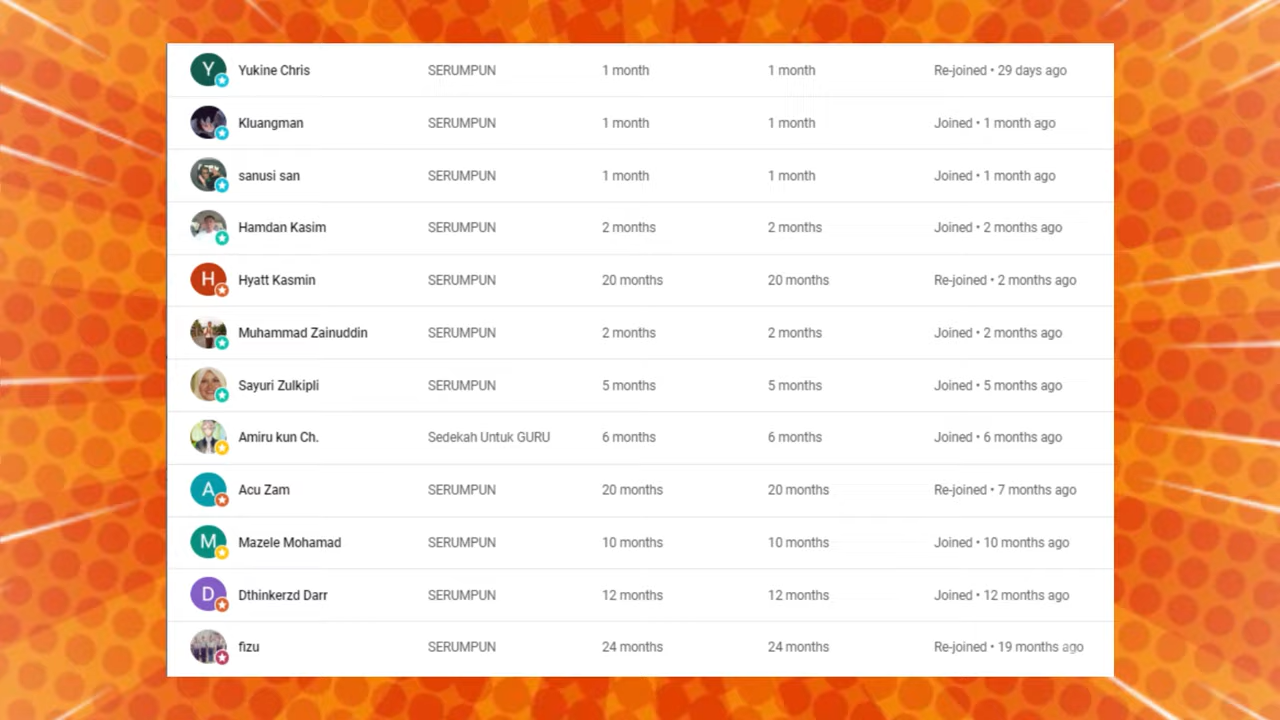 Y Yukine Chris SERUMPUN 1 month 1 month Re-joined • 29 days ago
Kluangman SERUMPUN 1 month 1 month Joined • 1 month ago
sanusi san SERUMPUN 1 month 1 month Joined • 1 month ago
Hamdan Kasim SERUMPUN 2 months 2 months Joined • 2 months ago
H Hyatt Kasmin SERUMPUN 20 months 20 months Re-joined • 2 months ago
Muhammad Zainuddin SERUMPUN 2 months 2 months Joined • 2 months ago
Sayuri Zulkipli SERUMPUN 5 months 5 months Joined • 5 months ago
Amiru kun Ch. Sedekah Untuk GURU 6 months 6 months Joined • 6 months ago
A Acu Zam SERUMPUN 20 months 20 months Re-joined • 7 months ago
M Mazele Mohamad SERUMPUN 10 months 10 months Joined • 10 months ago
D Dthinkerzd Darr SERUMPUN 12 months 12 months Joined • 12 months ago
fizu SERUMPUN 24 months 24 months Re-joined • 19 months ago